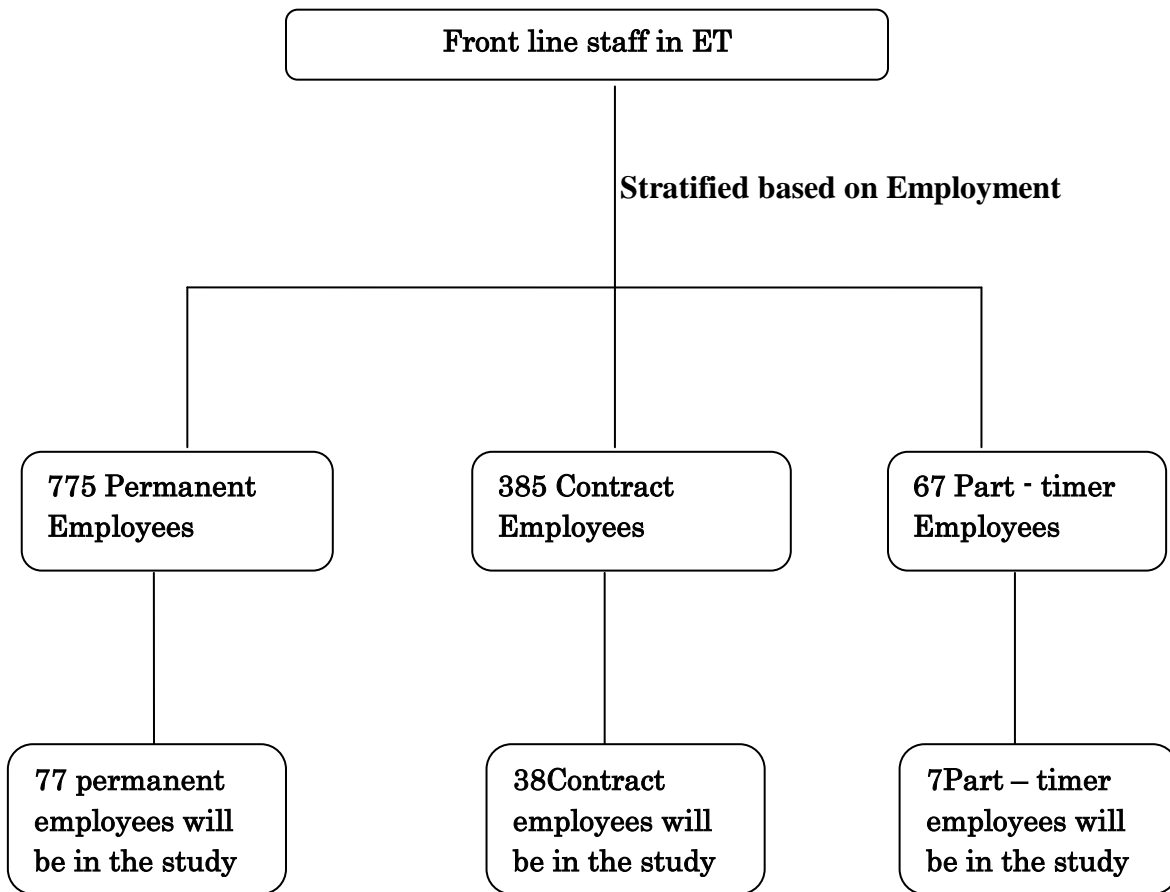 Front line staff in ET
Stratified based on Employment
775 Permanent
Employees
385 Contract
Employees
67 Part - timer
Employees
77 permanent
employees will
be in the study
38Contract
employees will
be in the study
7Part – timer
employees will
be in the study